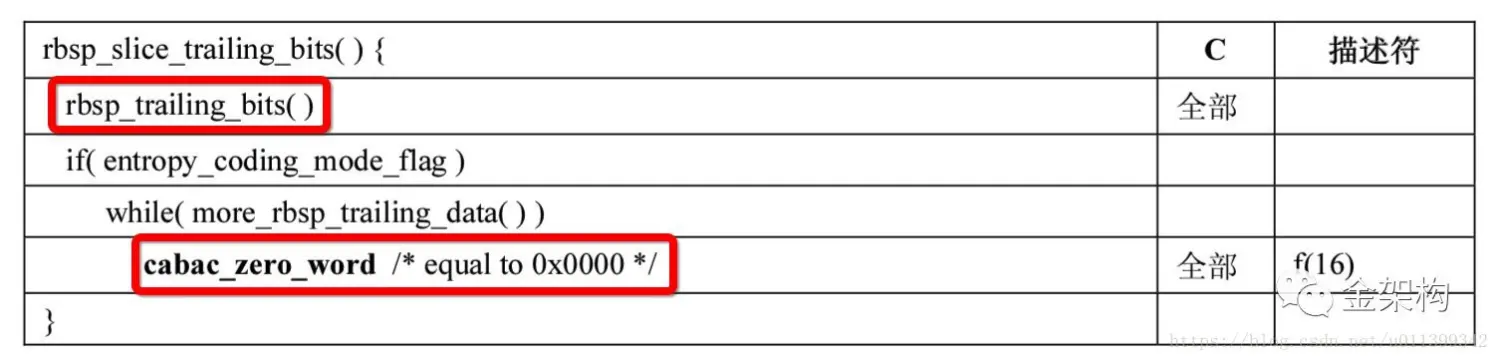 rbsp_slice_trailing_bits( ) { C 描述符
rbsp_trailing_bits( ) 全部
if( entropy_coding_mode_flag )
while( more_rbsp_trailing_data( ) )
cabac_zero_word /* equal to 0x0000 */ 全部 f(16)
}
金架构
https://blog.csdn.net/u011399342